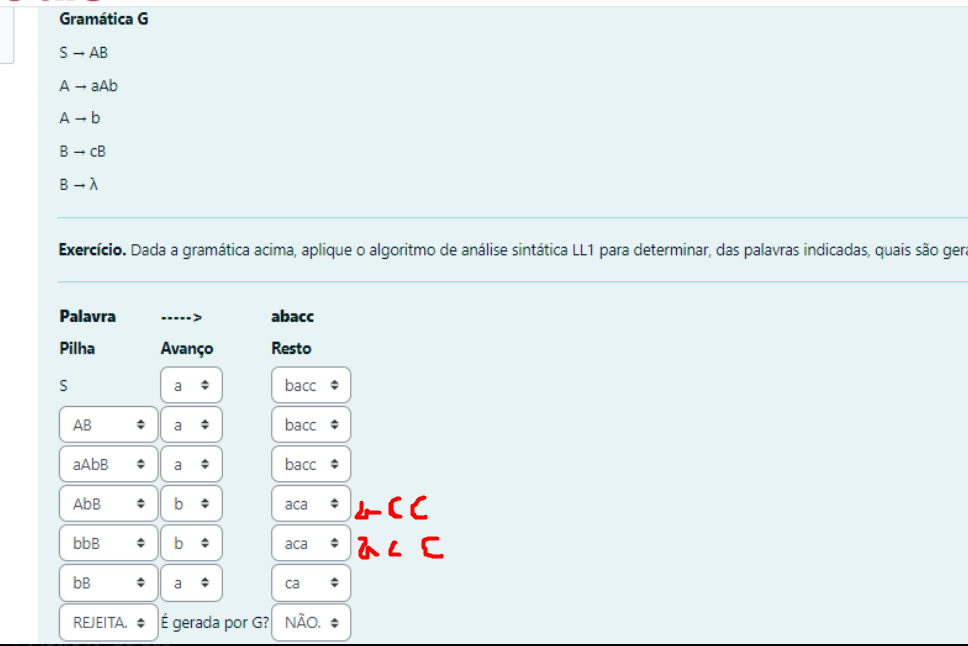 Gramática G
S → AB
A → aAb
A → b
B → cB
B → λ
Exercício. Dada a gramática acima, aplique o algoritmo de análise sintática LL1 para determinar, das palavras indicadas, quais são ger
Palavra -----> abacc
Pilha Avanço Resto
S a bacc
AB a bacc
aAbB a bacc
AbB b aca
bbB b aca acc
bB a ca
REJEITA. É gerada por G? NÃO.